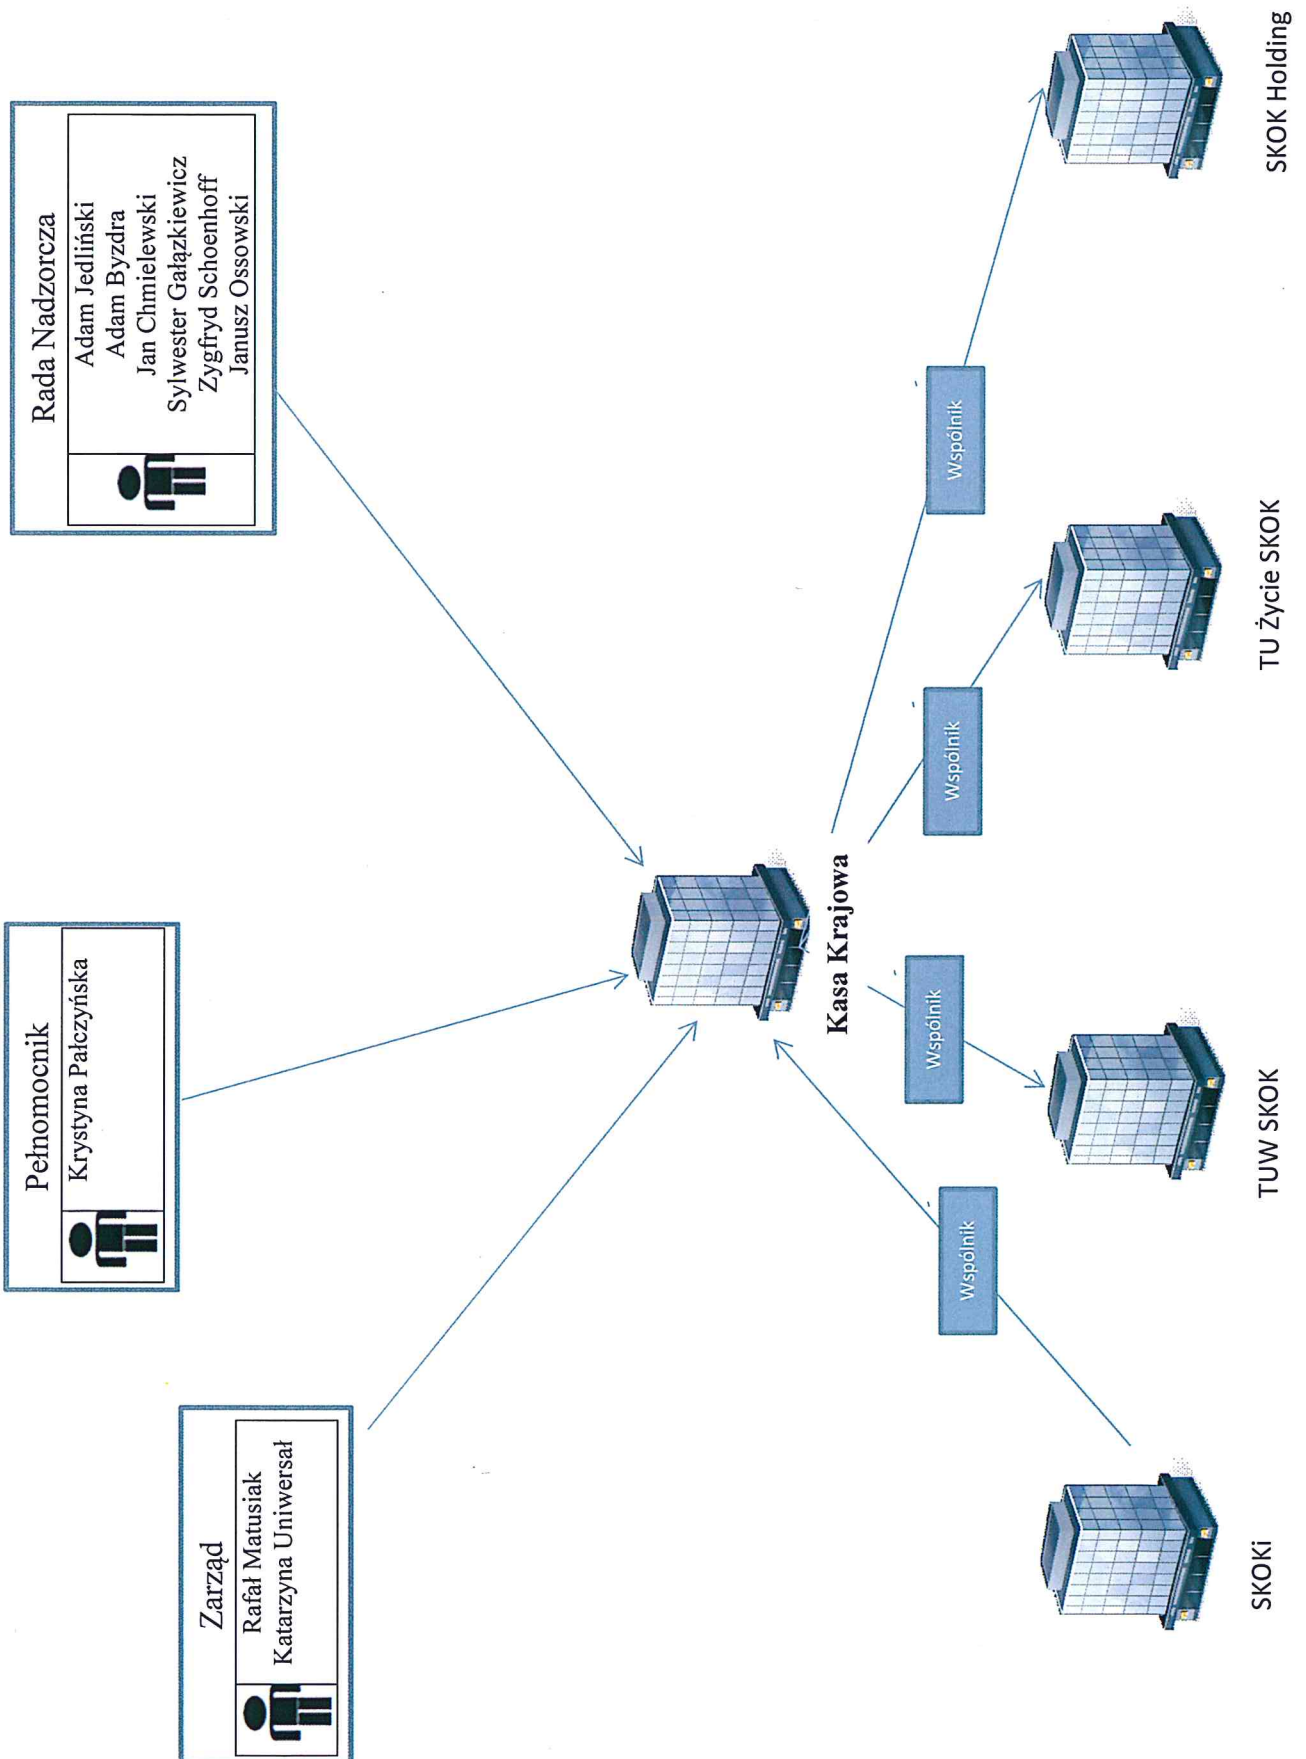 Zarząd
Rafał Matusiak
Katarzyna Uniwersał
Pełnomocnik
Krystyna Pałczyńska
Rada Nadzorcza
Adam Jedliński
Adam Byzdra
Jan Chmielewski
Sylwester Gałązkiewicz
Zygfryd Schoenhoff
Janusz Ossowski
Kasa Krajowa
Wspólnik
Wspólnik
Wspólnik
Wspólnik
SKOKi
TUW SKOK
TU Życie SKOK
SKOK Holding